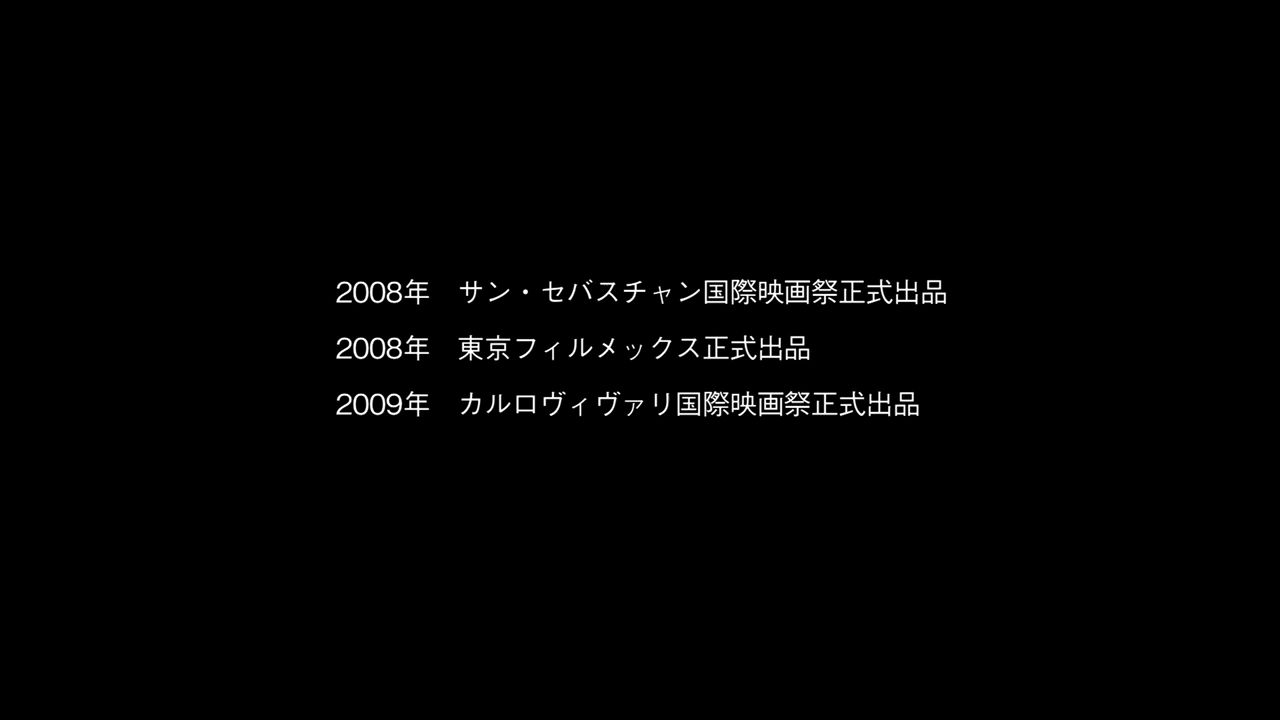 2008年　サン・セバスチャン国際映画祭正式出品
2008年　東京フィルメックス正式出品
2009年　カルロヴィヴァリ国際映画祭正式出品